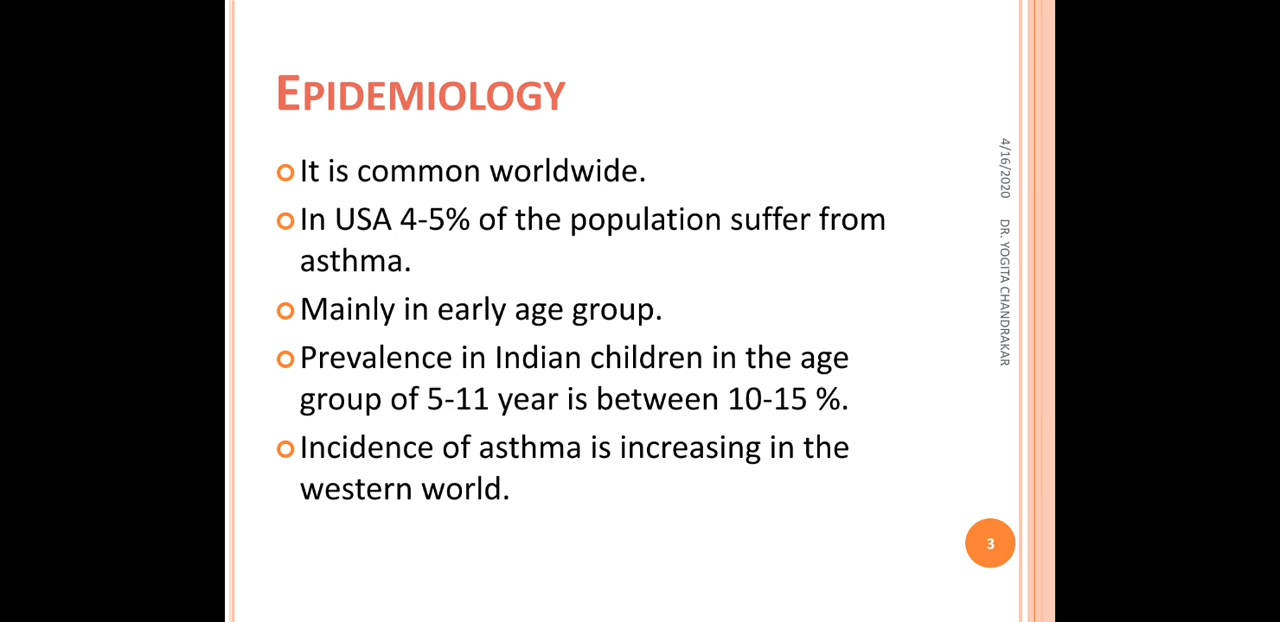 EPIDEMIOLOGY
It is common worldwide.
In USA 4-5% of the population suffer from
asthma.
Mainly in early age group.
Prevalence in Indian children in the age
group of 5-11 year is between 10-15 %.
Incidence of asthma is increasing in the
western world.
4/16/2020 DR. YOGITA CHANDRAKAR
3